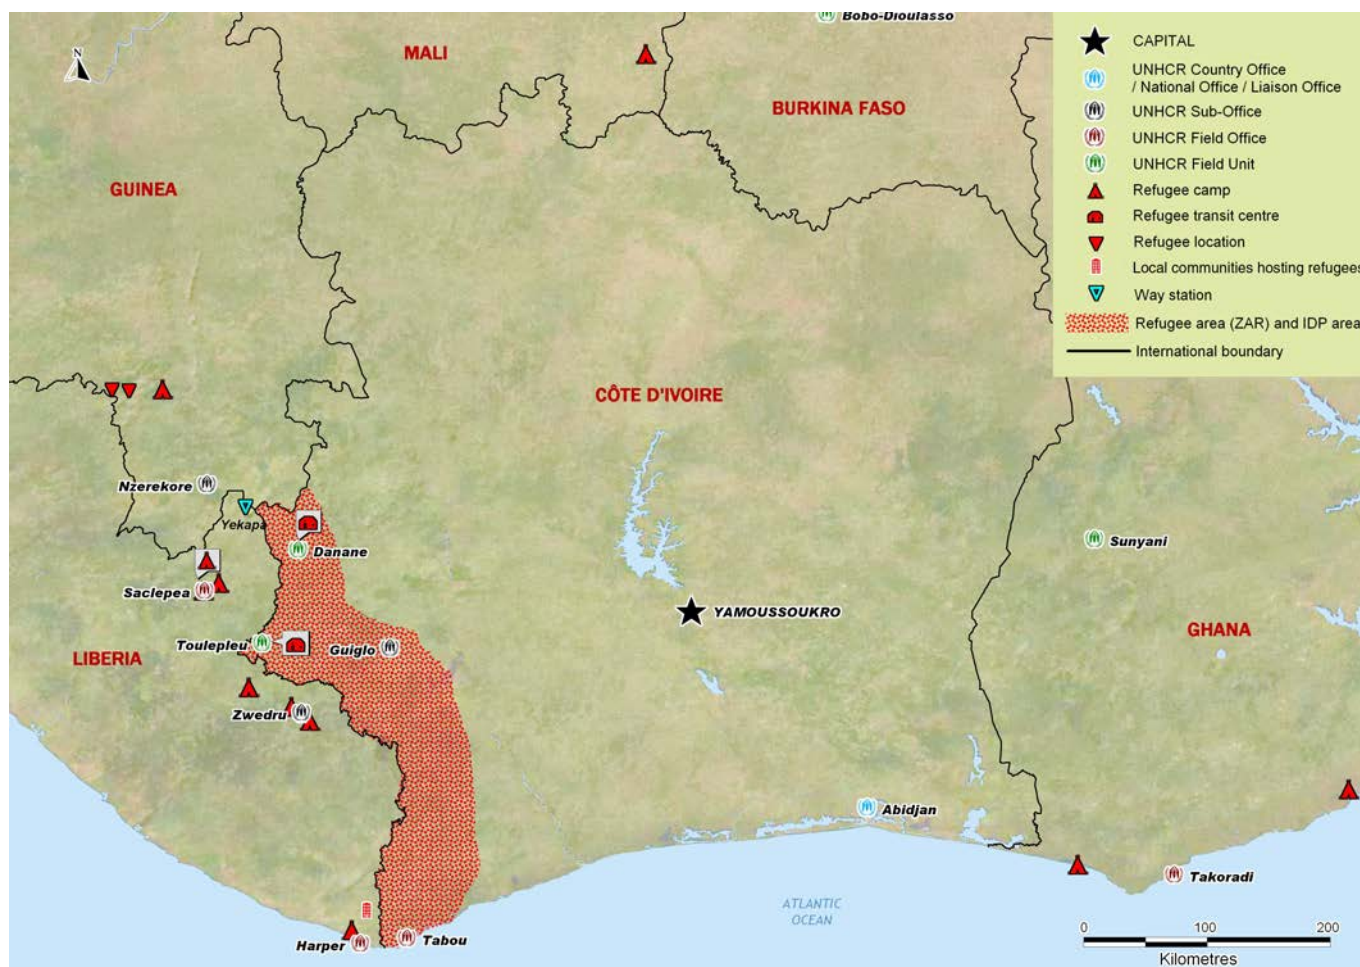 Bobo-Dioulasso
N
MALI
BURKINA FASO
GUINEA
CAPITAL
UNHCR Country Office
/ National Office / Liaison Office
UNHCR Sub-Office
UNHCR Field Office
UNHCR Field Unit
Refugee camp
Refugee transit centre
Refugee location
Local communities hosting refugees
Way station
Refugee area (ZAR) and IDP area
International boundary
CÔTE D'IVOIRE
Nzerekore
Yekapa
Danane
Sunyani
Saclepea
YAMOUSSOUKRO
GHANA
Toulepleu
Guiglo
LIBERIA
Zwedru
Abidjan
Takoradi
ATLANTIC
OCEAN
Harper
Tabou
0 100 200
Kilometres